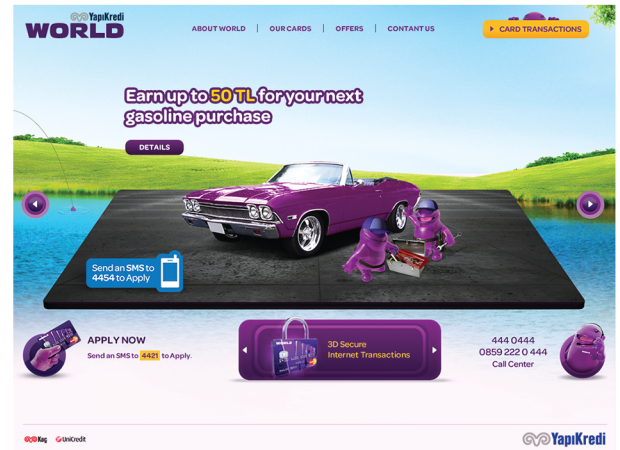 YapıKredi
WORLD
ABOUT WORLD
OUR CARDS
OFFERS
CONTANT US
CARD TRANSACTIONS
Earn up to 50 TL for your next
gasoline purchase
DETAILS
Send an SMS to
4454 to Apply
APPLY NOW
Send an SMS to 4421 to Apply.
WORLD
3D Secure
Internet Transactions
444 0444
0859 222 0 444
Call Center
Koç
UniCredit
YapıKredi